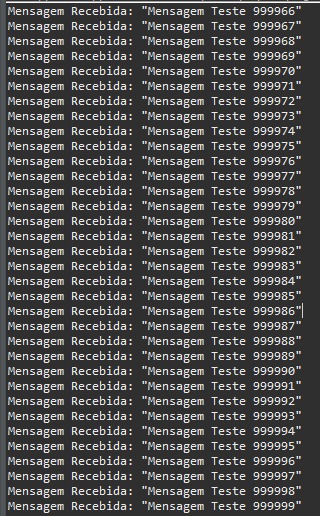 Mensagem Recebida: "Mensagem Teste 999966"
Mensagem Recebida: "Mensagem Teste 999967"
Mensagem Recebida: "Mensagem Teste 999968"
Mensagem Recebida: "Mensagem Teste 999969"
Mensagem Recebida: "Mensagem Teste 999970"
Mensagem Recebida: "Mensagem Teste 999971"
Mensagem Recebida: "Mensagem Teste 999972"
Mensagem Recebida: "Mensagem Teste 999973"
Mensagem Recebida: "Mensagem Teste 999974"
Mensagem Recebida: "Mensagem Teste 999975"
Mensagem Recebida: "Mensagem Teste 999976"
Mensagem Recebida: "Mensagem Teste 999977"
Mensagem Recebida: "Mensagem Teste 999978"
Mensagem Recebida: "Mensagem Teste 999979"
Mensagem Recebida: "Mensagem Teste 999980"
Mensagem Recebida: "Mensagem Teste 999981"
Mensagem Recebida: "Mensagem Teste 999982"
Mensagem Recebida: "Mensagem Teste 999983"
Mensagem Recebida: "Mensagem Teste 999984"
Mensagem Recebida: "Mensagem Teste 999985"
Mensagem Recebida: "Mensagem Teste 999986"
Mensagem Recebida: "Mensagem Teste 999987"
Mensagem Recebida: "Mensagem Teste 999988"
Mensagem Recebida: "Mensagem Teste 999989"
Mensagem Recebida: "Mensagem Teste 999990"
Mensagem Recebida: "Mensagem Teste 999991"
Mensagem Recebida: "Mensagem Teste 999992"
Mensagem Recebida: "Mensagem Teste 999993"
Mensagem Recebida: "Mensagem Teste 999994"
Mensagem Recebida: "Mensagem Teste 999995"
Mensagem Recebida: "Mensagem Teste 999996"
Mensagem Recebida: "Mensagem Teste 999997"
Mensagem Recebida: "Mensagem Teste 999998"
Mensagem Recebida: "Mensagem Teste 999999"